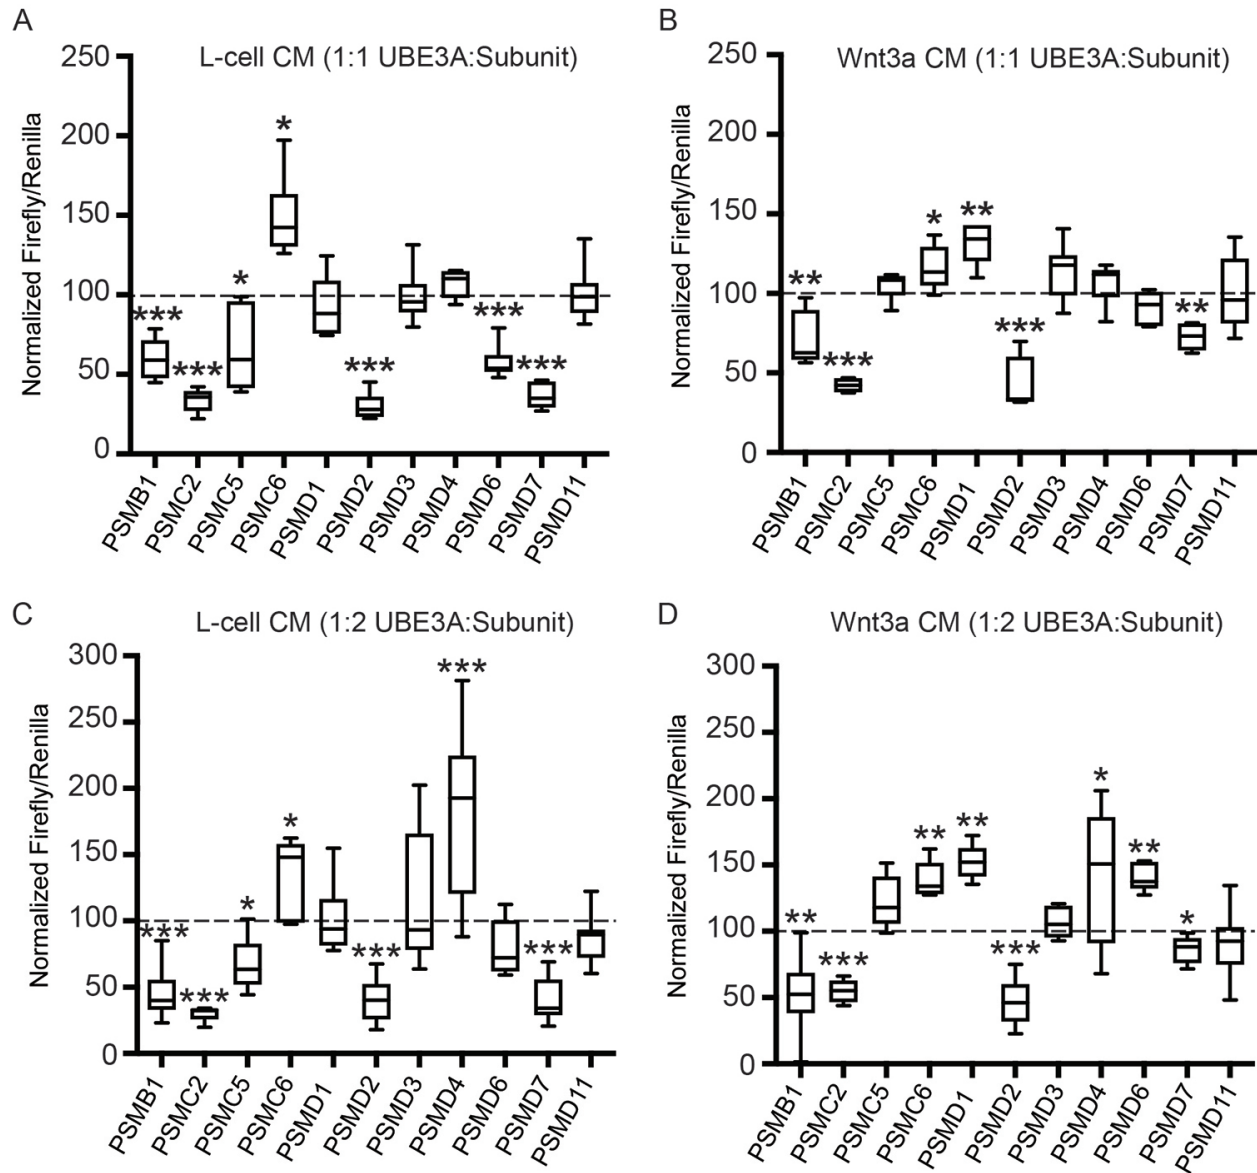 A
L-cell CM (1:1 UBE3A:Subunit)
Normalized Firefly/Renilla
250
200
150
100
50
0
*
*
***
***
***
***
***
PSMB1
PSMC2
PSMC5
PSMC6
PSMD1
PSMD2
PSMD3
PSMD4
PSMD6
PSMD7
PSMD11
B
Wnt3a CM (1:1 UBE3A:Subunit)
Normalized Firefly/Renilla
250
200
150
100
50
0
**
***
*
**
***
**
PSMB1
PSMC2
PSMC5
PSMC6
PSMD1
PSMD2
PSMD3
PSMD4
PSMD6
PSMD7
PSMD11
C
L-cell CM (1:2 UBE3A:Subunit)
Normalized Firefly/Renilla
300
250
200
150
100
50
0
***
***
*
*
***
***
***
PSMB1
PSMC2
PSMC5
PSMC6
PSMD1
PSMD2
PSMD3
PSMD4
PSMD6
PSMD7
PSMD11
D
Wnt3a CM (1:2 UBE3A:Subunit)
Normalized Firefly/Renilla
300
250
200
150
100
50
0
**
***
**
**
***
*
**
*
PSMB1
PSMC2
PSMC5
PSMC6
PSMD1
PSMD2
PSMD3
PSMD4
PSMD6
PSMD7
PSMD11